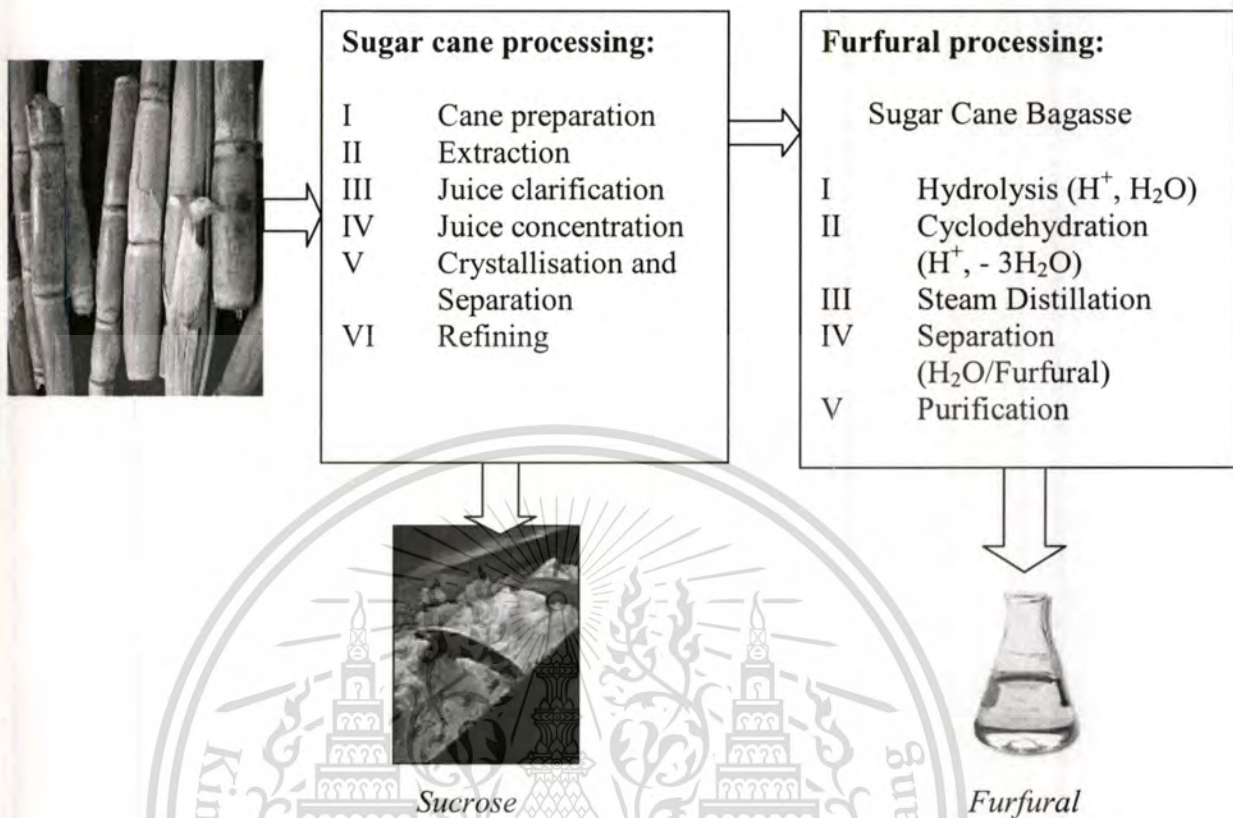 Sugar cane processing:
I Cane preparation
II Extraction
III Juice clarification
IV Juice concentration
V Crystallisation and
Separation
VI Refining
Furfural processing:
Sugar Cane Bagasse
I Hydrolysis (H⁺, H₂O)
II Cyclodehydration
(H⁺, - 3H₂O)
III Steam Distillation
IV Separation
(H₂O/Furfural)
V Purification
Sucrose
Furfural